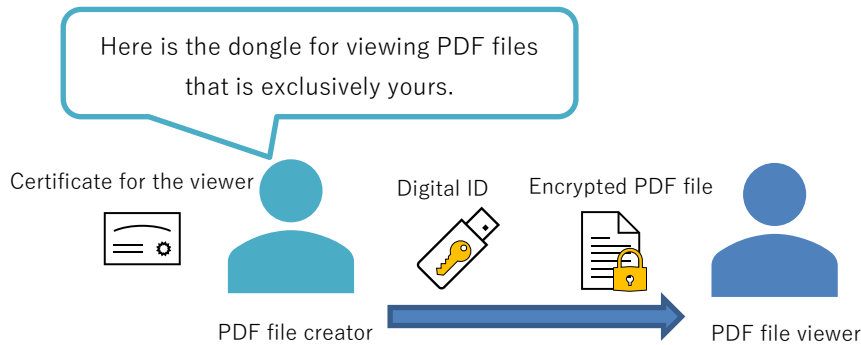 Here is the dongle for viewing PDF files
that is exclusively yours.
Certificate for the viewer
Digital ID
Encrypted PDF file
PDF file creator
PDF file viewer